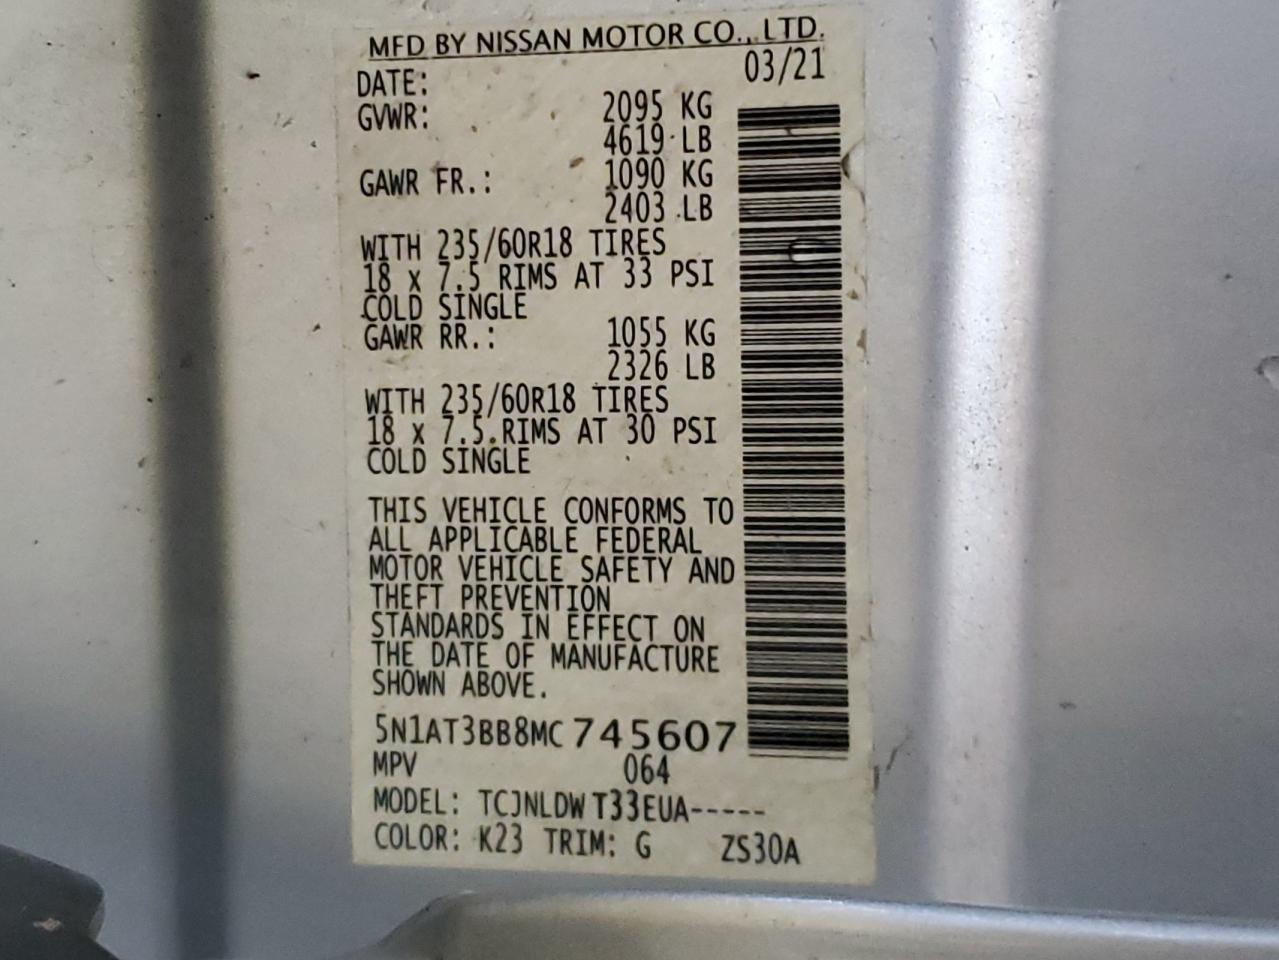 MFD BY NISSAN MOTOR CO., LTD.
DATE: 03/21
GVWR: 2095 KG
4619 LB
GAWR FR.: 1090 KG
2403 LB
WITH 235/60R18 TIRES
18 x 7.5 RIMS AT 33 PSI
COLD SINGLE
GAWR RR.: 1055 KG
2326 LB
WITH 235/60R18 TIRES
18 x 7.5 RIMS AT 30 PSI
COLD SINGLE
THIS VEHICLE CONFORMS TO
ALL APPLICABLE FEDERAL
MOTOR VEHICLE SAFETY AND
THEFT PREVENTION
STANDARDS IN EFFECT ON
THE DATE OF MANUFACTURE
SHOWN ABOVE.
5N1AT3BB8MC745607
MPV 064
MODEL: TCJNLDW T33EUA-----
COLOR: K23 TRIM: G ZS30A